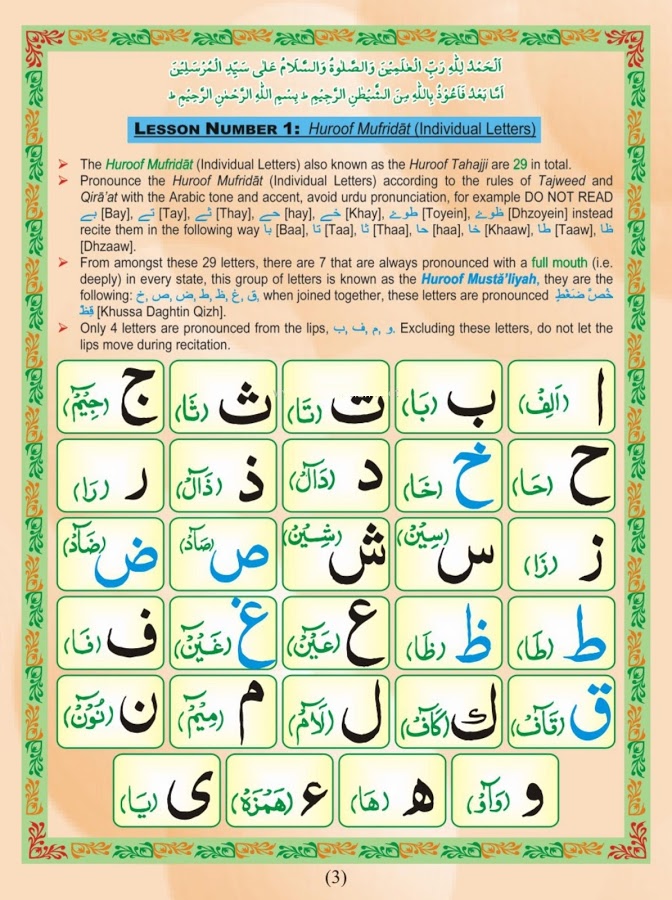 اَلْحَمْدُ لِلّٰهِ رَبِّ الْعٰلَمِیْنَ وَالصَّلٰوةُ وَالسَّلَامُ عَلٰی سَیِّدِ الْمُرْسَلِیْنَ
اَمَّا بَعْدُ فَاَعُوْذُ بِاللّٰهِ مِنَ الشَّیْطٰنِ الرَّجِیْمِ ط بِسْمِ اللّٰهِ الرَّحْمٰنِ الرَّحِیْمِ ط
LESSON NUMBER 1: Huroof Mufridāt (Individual Letters)
➢ The Huroof Mufridāt (Individual Letters) also known as the Huroof Tahajji are 29 in total.
➢ Pronounce the Huroof Mufridāt (Individual Letters) according to the rules of Tajweed and
Qirā’at with the Arabic tone and accent, avoid urdu pronunciation, for example DO NOT READ
بے [Bay], تے [Tay], ثے [Thay], حے [hay], خے [Khay], طوے [Toyein], ظوے [Dhzoyein] instead
recite them in the following way با [Baa], تا [Taa], ثا [Thaa], حا [haa], خا [Khaaw], طا [Taaw], ظا
[Dhzaaw].
➢ From amongst these 29 letters, there are 7 that are always pronounced with a full mouth (i.e.
deeply) in every state, this group of letters is known as the Huroof Mustā’liyah, they are the
following: خ, ص, ض, ط, ظ, غ, ق, when joined together, these letters are pronounced خُصَّ ضَغْطٍ
قِظْ [Khussa Daghtin Qizh].
➢ Only 4 letters are pronounced from the lips, ب, ف, م, و. Excluding these letters, do not let the
lips move during recitation.
ا (اَلِفْ) ب (بَا) ت (تَا) ث (ثَا) ج (جِیْمْ)
ح (حَا) خ (خَا) د (دَالْ) ذ (ذَالْ) ر (رَا)
ز (زَا) س (سِیْنْ) ش (شِیْنْ) ص (صَادْ) ض (ضَادْ)
ط (طَا) ظ (ظَا) ع (عَیْنْ) غ (غَیْنْ) ف (فَا)
ق (قَافْ) ك (كَافْ) ل (لَامْ) م (مِیْمْ) ن (نُوْنْ)
و (وَاوْ) ه (هَا) ء (هَمْزَهْ) ی (یَا)
(3)